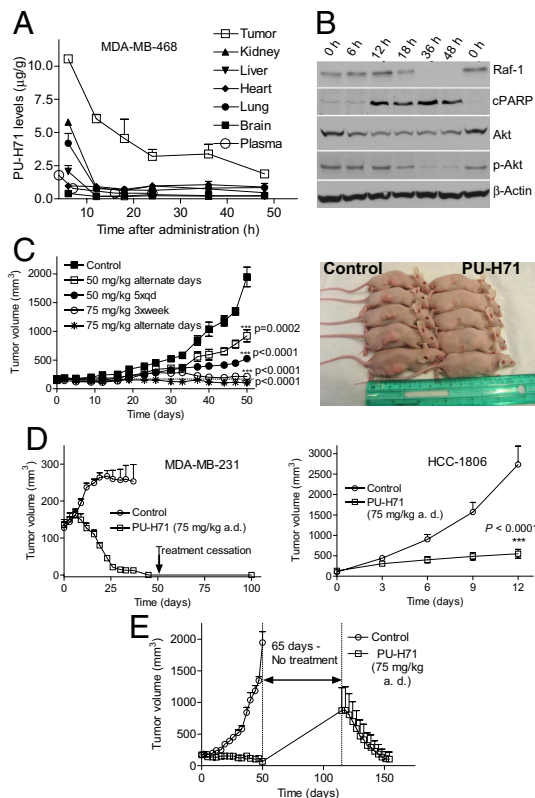 A
MDA-MB-468
PU-H71 levels (µg/g)
10.0
7.5
5.0
2.5
0.0
0 10 20 30 40 50
Time after administration (h)
Tumor
Kidney
Liver
Heart
Lung
Brain
Plasma
B
0 h 6 h 12 h 18 h 36 h 48 h 0 h
Raf-1
cPARP
Akt
p-Akt
β-Actin
C
Control
50 mg/kg alternate days
50 mg/kg 5xqd
75 mg/kg 3xweek
75 mg/kg alternate days
Tumor volume (mm³)
2000
1500
1000
500
0
0 10 20 30 40 50
Time (days)
*** p=0.0002
*** p<0.0001
*** p<0.0001
*** p<0.0001
Control PU-H71
D
MDA-MB-231
Tumor volume (mm³)
300
200
100
0
0 25 50 75 100
Time (days)
Control
PU-H71 (75 mg/kg a.d.)
Treatment cessation
HCC-1806
Tumor volume (mm³)
3000
2500
2000
1500
1000
500
0
0 3 6 9 12
Time (days)
Control
PU-H71
(75 mg/kg a. d.)
P < 0.0001
***
E
Tumor volume (mm³)
2000
1500
1000
500
0
0 50 100 150
Time (days)
65 days -
No treatment
Control
PU-H71
(75 mg/kg
a. d.)